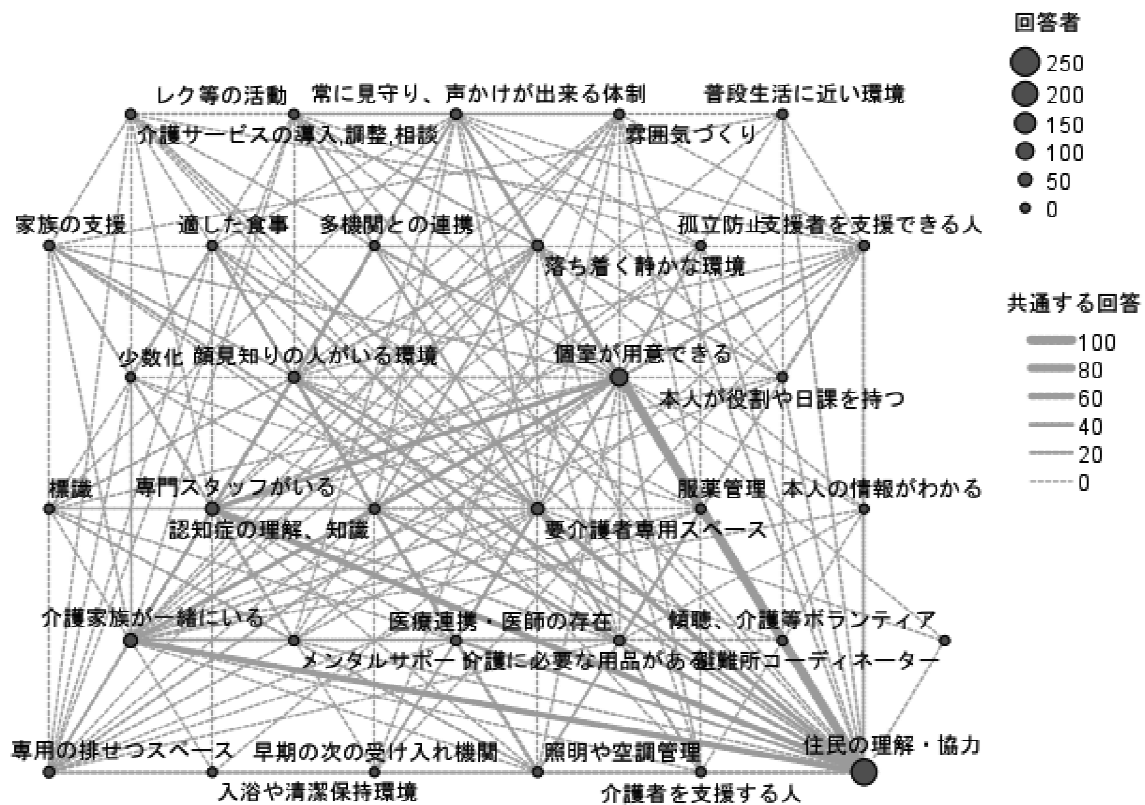 回答者
250
200
150
100
50
0
共通する回答
100
80
60
40
20
0
レク等の活動
常に見守り、声かけが出来る体制
普段生活に近い環境
介護サービスの導入,調整,相談
雰囲気づくり
家族の支援
適した食事
多機関との連携
孤立防止
支援者を支援できる人
落ち着く静かな環境
少数化
顔見知りの人がいる環境
個室が用意できる
本人が役割や日課を持つ
標識
専門スタッフがいる
服薬管理
本人の情報がわかる
認知症の理解、知識
要介護者専用スペース
介護家族が一緒にいる
医療連携・医師の存在
傾聴、介護等ボランティア
メンタルサポー
介護に必要な用品がある
避難所コーディネーター
専用の排せつスペース
早期の次の受け入れ機関
照明や空調管理
住民の理解・協力
入浴や清潔保持環境
介護者を支援する人